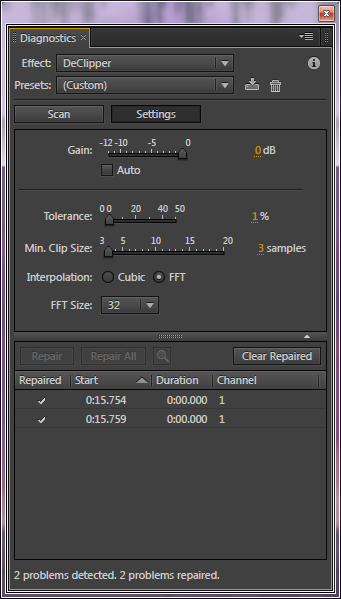 Diagnostics ×
Effect: DeClipper
Presets: (Custom)
Scan Settings
-12 -10 -5 0
Gain: 0 dB
Auto
0 0 20 40 50
Tolerance: 1 %
3 5 10 15 20
Min. Clip Size: 3 samples
Interpolation: Cubic FFT
FFT Size: 32
Repair Repair All Clear Repaired
Repaired Start Duration Channel
0:15.754 0:00.000 1
0:15.759 0:00.000 1
2 problems detected. 2 problems repaired.